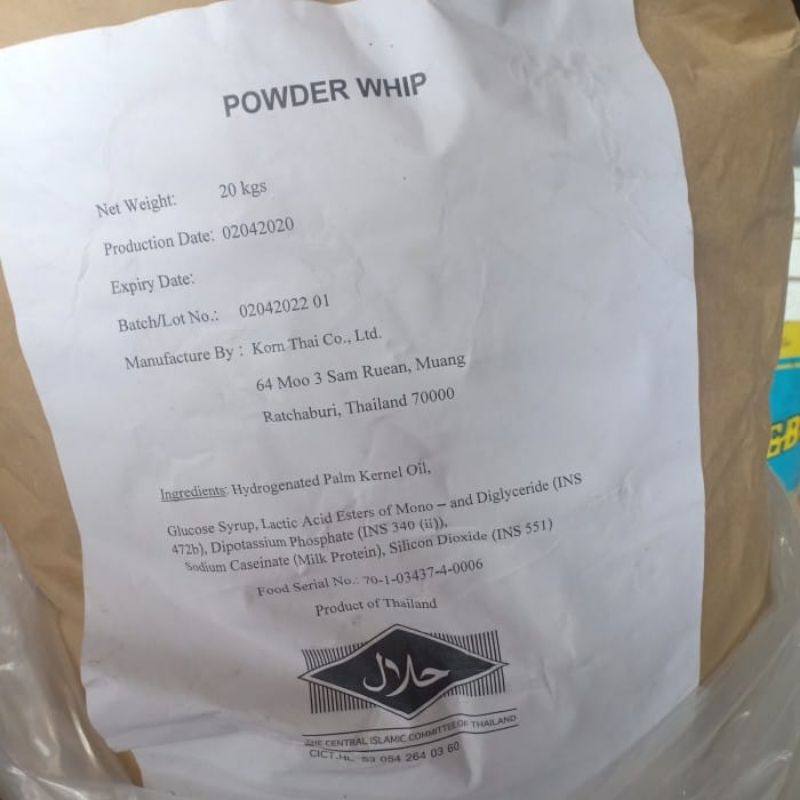 POWDER WHIP
Net Weight: 20 kgs
Production Date: 02042020
Expiry Date:
Batch/Lot No.: 02042022 01
Manufacture By : Korn Thai Co., Ltd.
64 Moo 3 Sam Ruean, Muang
Ratchaburi, Thailand 70000
Ingredients: Hydrogenated Palm Kernel Oil,
Glucose Syrup, Lactic Acid Esters of Mono – and Diglyceride (INS
472b), Dipotassium Phosphate (INS 340 (ii)),
Sodium Caseinate (Milk Protein), Silicon Dioxide (INS 551)
Food Serial No.: 70-1-03437-4-0006
Product of Thailand
حلال
THE CENTRAL ISLAMIC COMMITTEE OF THAILAND
054 264 03 60